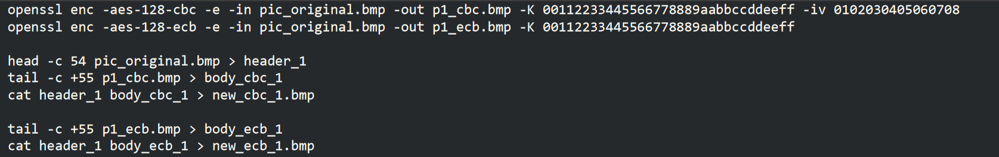 openssl enc -aes-128-cbc -e -in pic_original.bmp -out p1_cbc.bmp -K 00112233445566778889aabbccddeeff -iv 0102030405060708
openssl enc -aes-128-ecb -e -in pic_original.bmp -out p1_ecb.bmp -K 00112233445566778889aabbccddeeff
head -c 54 pic_original.bmp > header_1
tail -c +55 p1_cbc.bmp > body_cbc_1
cat header_1 body_cbc_1 > new_cbc_1.bmp
tail -c +55 p1_ecb.bmp > body_ecb_1
cat header_1 body_ecb_1 > new_ecb_1.bmp